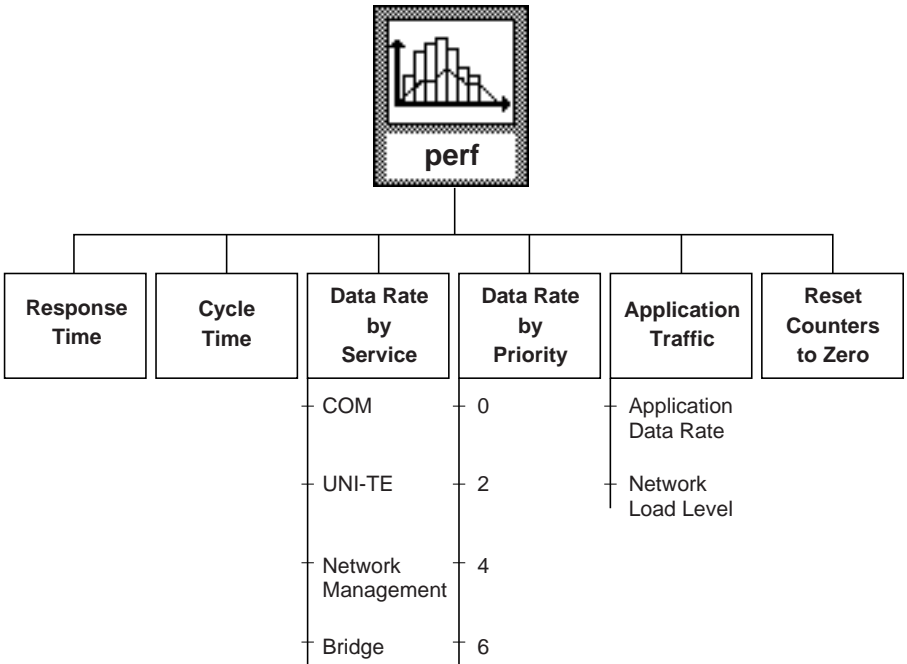 perf
Response
Time
Cycle
Time
Data Rate
by
Service
Data Rate
by
Priority
Application
Traffic
Reset
Counters
to Zero
COM
UNI-TE
Network
Management
Bridge
0
2
4
6
Application
Data Rate
Network
Load Level